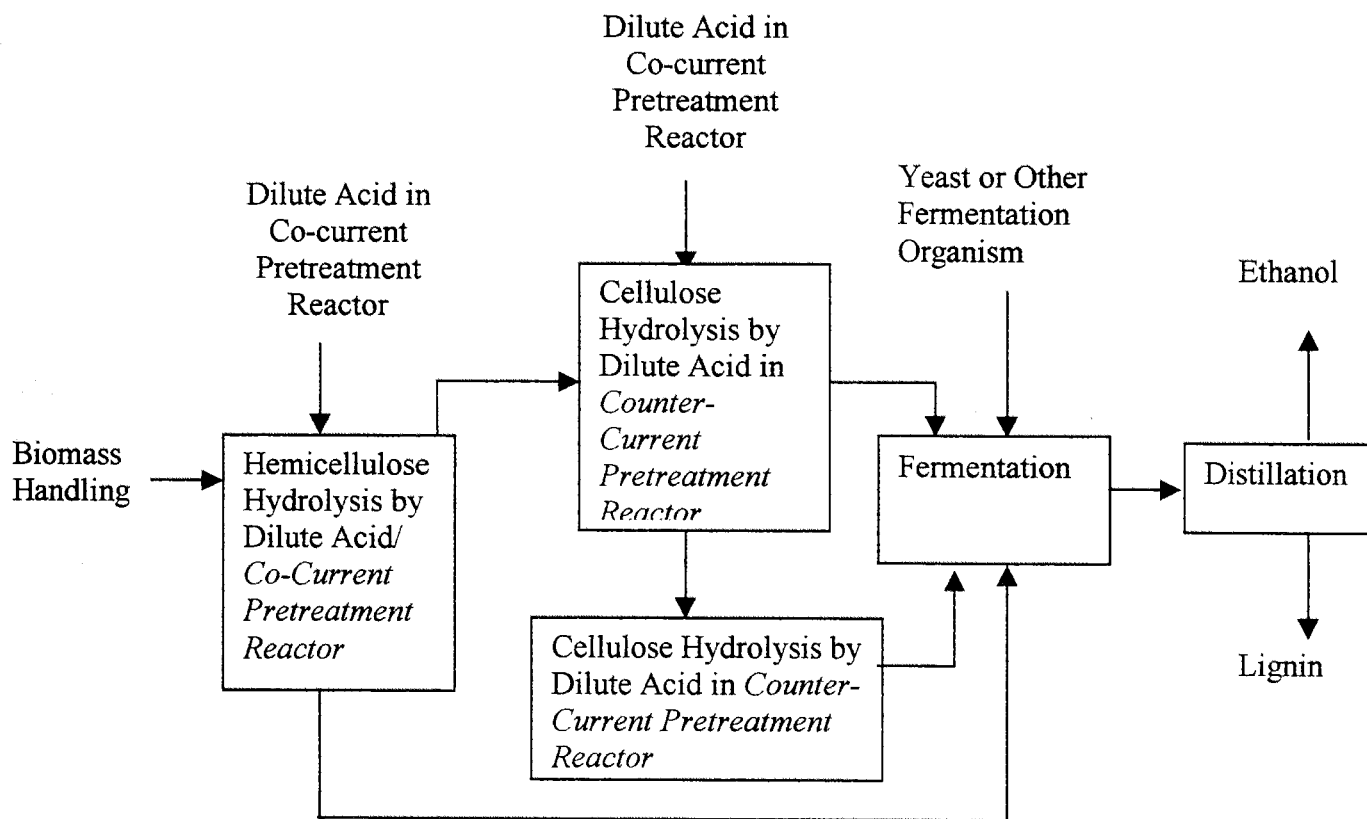 Dilute Acid in
Co-current
Pretreatment
Reactor
Dilute Acid in
Co-current
Pretreatment
Reactor
Yeast or Other
Fermentation
Organism
Ethanol
Biomass
Handling
Hemicellulose
Hydrolysis by
Dilute Acid/
Co-Current
Pretreatment
Reactor
Cellulose
Hydrolysis by
Dilute Acid in
Counter-
Current
Pretreatment
Reactor
Fermentation
Distillation
Cellulose Hydrolysis by
Dilute Acid in Counter-
Current Pretreatment
Reactor
Lignin